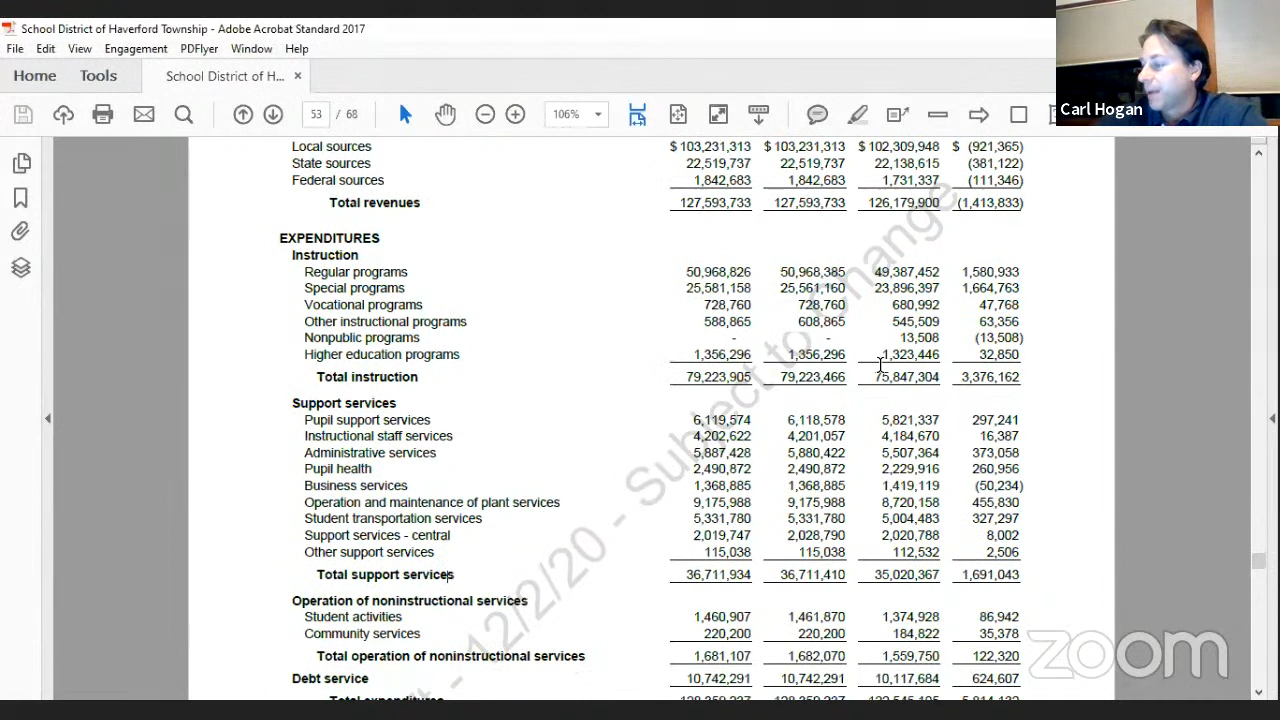 School District of Haverford Township - Adobe Acrobat Standard 2017
File Edit View Engagement PDFlyer Window Help
Home Tools School District of H... ×
53 / 68 106%
Carl Hogan
Local sources $ 103,231,313 $ 103,231,313 $ 102,309,948 $ (921,365)
State sources 22,519,737 22,519,737 22,138,615 (381,122)
Federal sources 1,842,683 1,842,683 1,731,337 (111,346)
Total revenues 127,593,733 127,593,733 126,179,900 (1,413,833)
EXPENDITURES
Instruction
Regular programs 50,968,826 50,968,385 49,387,452 1,580,933
Special programs 25,581,158 25,561,160 23,896,397 1,664,763
Vocational programs 728,760 728,760 680,992 47,768
Other instructional programs 588,865 608,865 545,509 63,356
Nonpublic programs - - 13,508 (13,508)
Higher education programs 1,356,296 1,356,296 1,323,446 32,850
Total instruction 79,223,905 79,223,466 75,847,304 3,376,162
Support services
Pupil support services 6,119,574 6,118,578 5,821,337 297,241
Instructional staff services 4,202,622 4,201,057 4,184,670 16,387
Administrative services 5,887,428 5,880,422 5,507,364 373,058
Pupil health 2,490,872 2,490,872 2,229,916 260,956
Business services 1,368,885 1,368,885 1,419,119 (50,234)
Operation and maintenance of plant services 9,175,988 9,175,988 8,720,158 455,830
Student transportation services 5,331,780 5,331,780 5,004,483 327,297
Support services - central 2,019,747 2,028,790 2,020,788 8,002
Other support services 115,038 115,038 112,532 2,506
Total support services 36,711,934 36,711,410 35,020,367 1,691,043
Operation of noninstructional services
Student activities 1,460,907 1,461,870 1,374,928 86,942
Community services 220,200 220,200 184,822 35,378
Total operation of noninstructional services 1,681,107 1,682,070 1,559,750 122,320
Debt service 10,742,291 10,742,291 10,117,684 624,607
Total expenditures
- 12/2/20 - Subject to Change
zoom